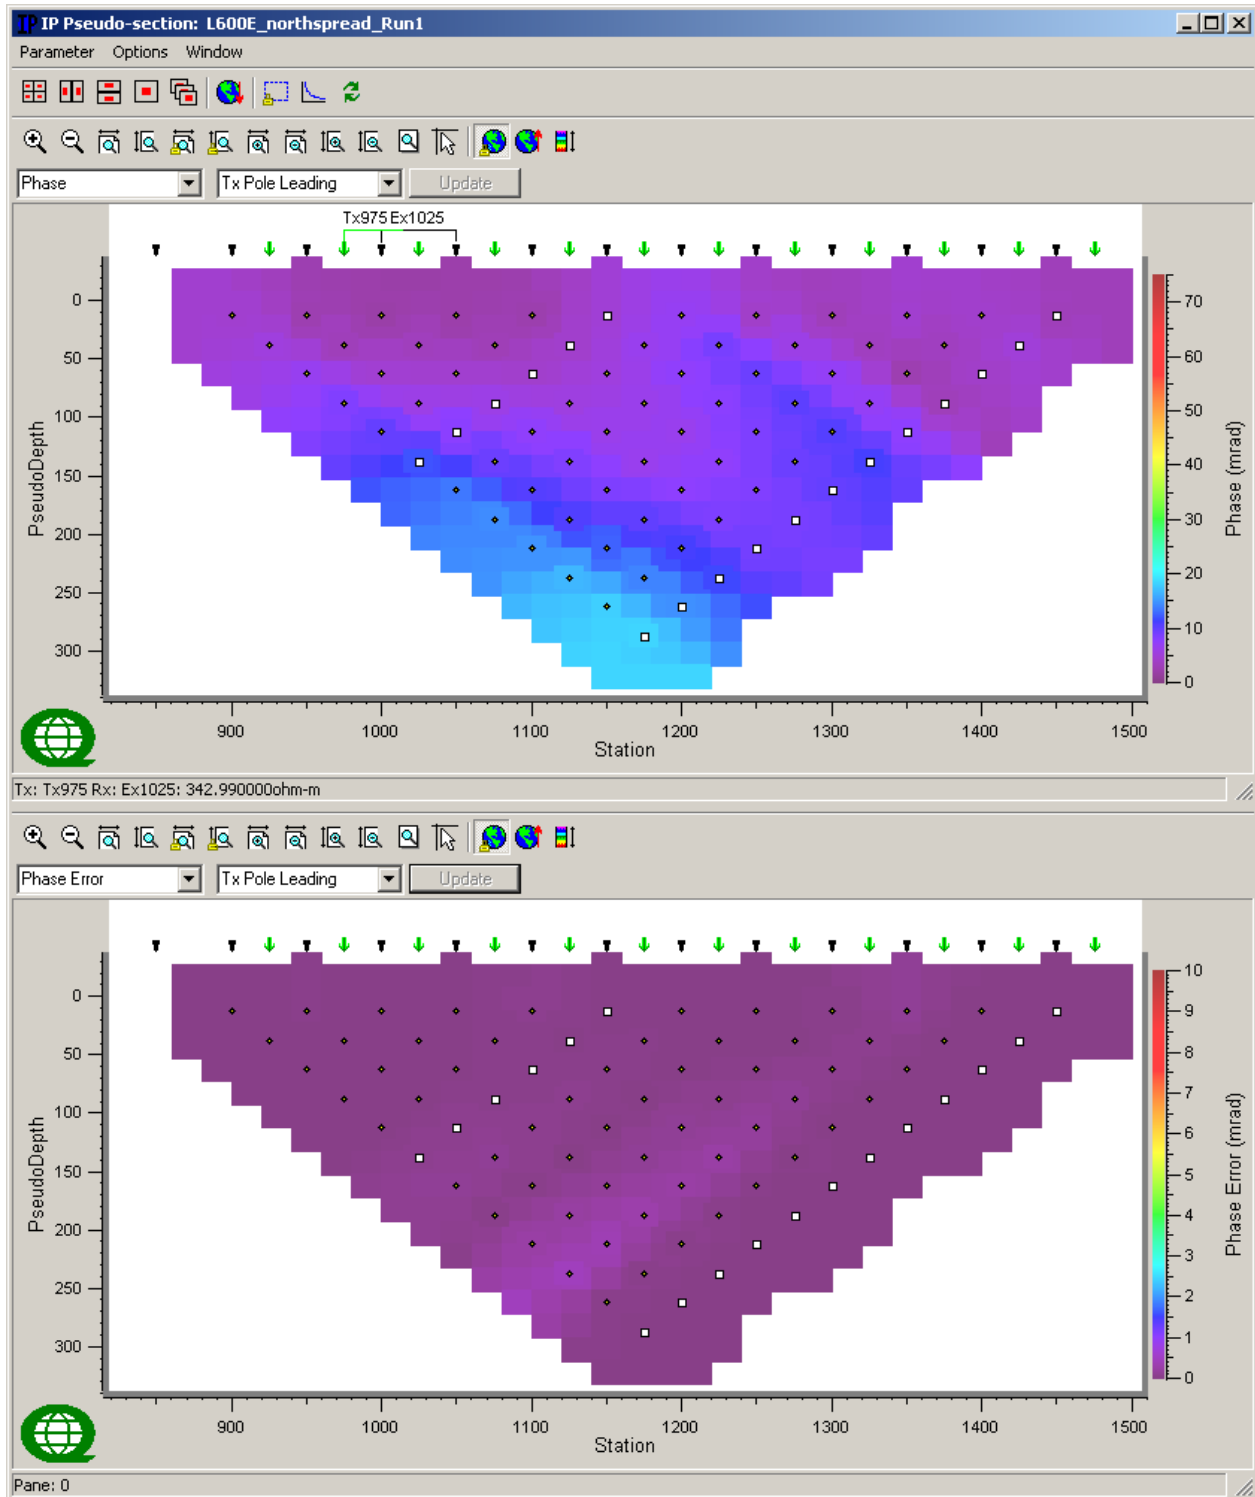 IP IP Pseudo-section: L600E_northspread_Run1
Parameter Options Window
Phase Tx Pole Leading Update
Tx975 Ex1025
0
50
100
150
200
250
300
PseudoDepth
70
60
50
40
30
20
10
0
Phase (mrad)
900 1000 1100 1200 1300 1400 1500
Station
Tx: Tx975 Rx: Ex1025: 342.990000ohm-m
Phase Error Tx Pole Leading Update
0
50
100
150
200
250
300
PseudoDepth
10
9
8
7
6
5
4
3
2
1
0
Phase Error (mrad)
900 1000 1100 1200 1300 1400 1500
Station
Pane: 0